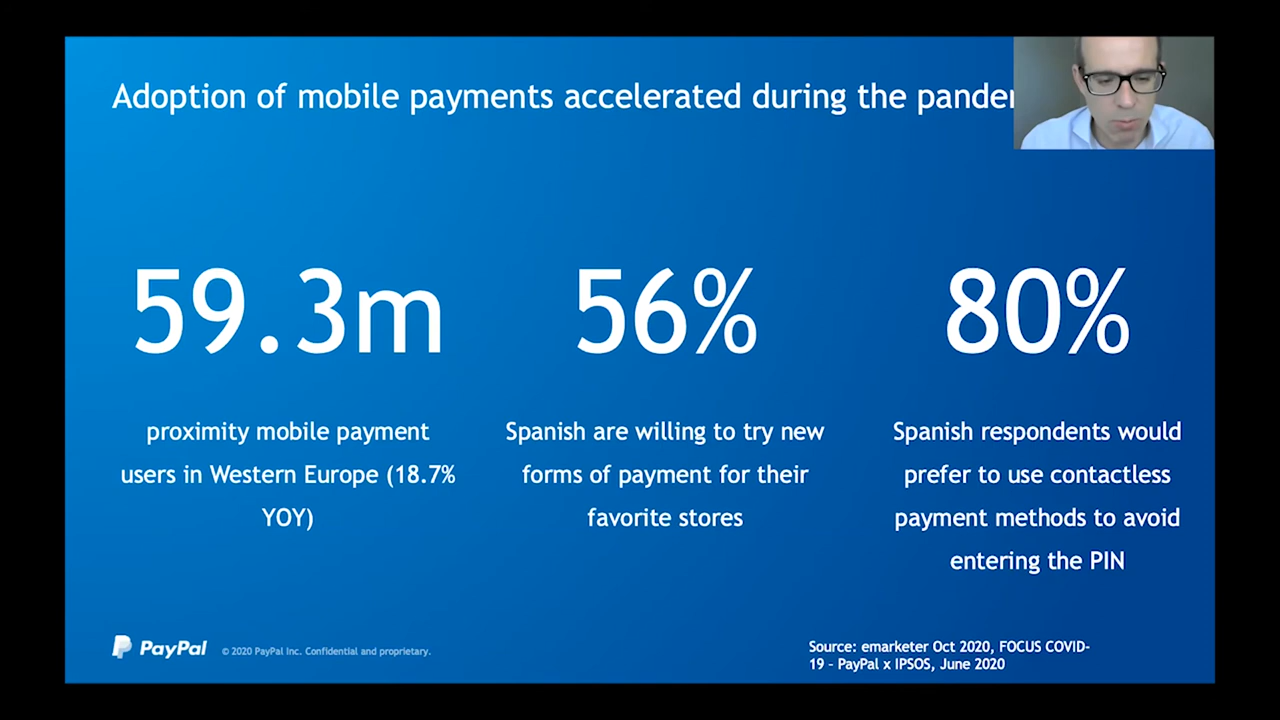 Adoption of mobile payments accelerated during the
59.3m
56%
80%
proximity mobile payment
users in Western Europe (18.7%
YOY)
Spanish are willing to try new
forms of payment for their
favorite stores
Spanish respondents would
prefer to use contactless
payment methods to avoid
entering the PIN
PayPal
© 2020 PayPal Inc. Confidential and proprietary.
Source: emarketer Oct 2020, FOCUS COVID-
19 – PayPal x IPSOS, June 2020